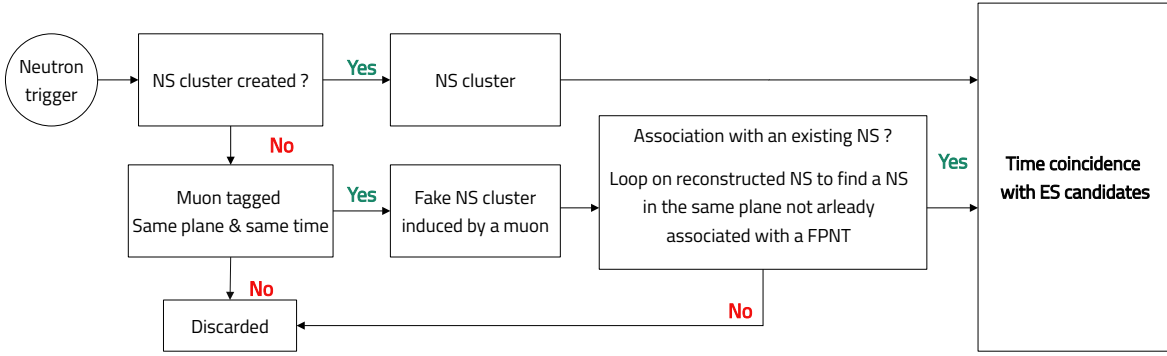 Neutron
trigger
NS cluster created ?
Yes
NS cluster
No
Muon tagged
Same plane & same time
Yes
Fake NS cluster
induced by a muon
Association with an existing NS ?
Loop on reconstructed NS to find a NS
in the same plane not arleady
associated with a FPNT
Yes
Time coincidence
with ES candidates
No
Discarded
No